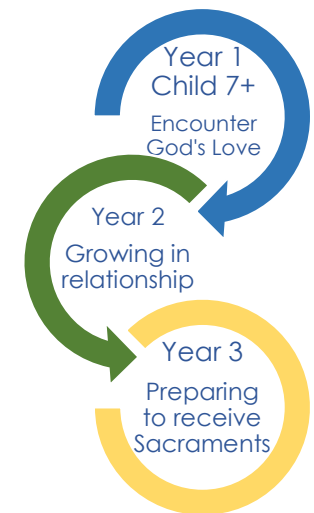 Year 1
Child 7+
Encounter
God's Love
Year 2
Growing in
relationship
Year 3
Preparing
to receive
Sacraments